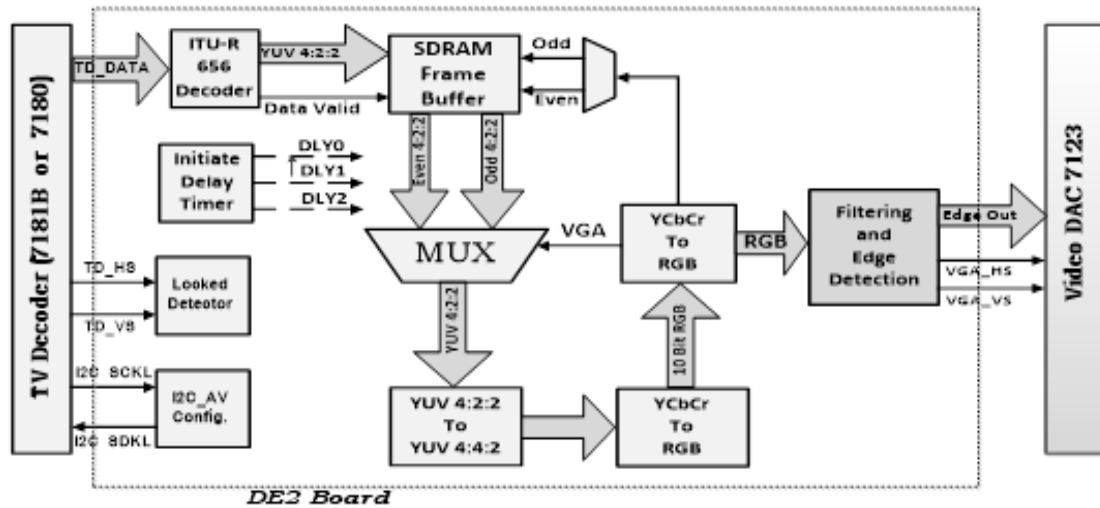 TV Decoder (7181B or 7180)
TD_DATA
ITU-R
656
Decoder
YUV 4:2:2
Data Valid
SDRAM
Frame
Buffer
Odd
Even
Even 4:2:2
Odd 4:2:2
Initiate
Delay
Timer
DLY0
DLY1
DLY2
MUX
VGA
YCbCr
To
RGB
RGB
Filtering
and
Edge
Detection
Edge Out
VGA_HS
VGA_VS
Video DAC 7123
TD_HS
TD_VS
Looked
Detector
YUV 4:2:2
10 Bit RGB
I2C SCKL
I2C SDKL
I2C_AV
Config.
YUV 4:2:2
To
YUV 4:4:2
YCbCr
To
RGB
DE2 Board